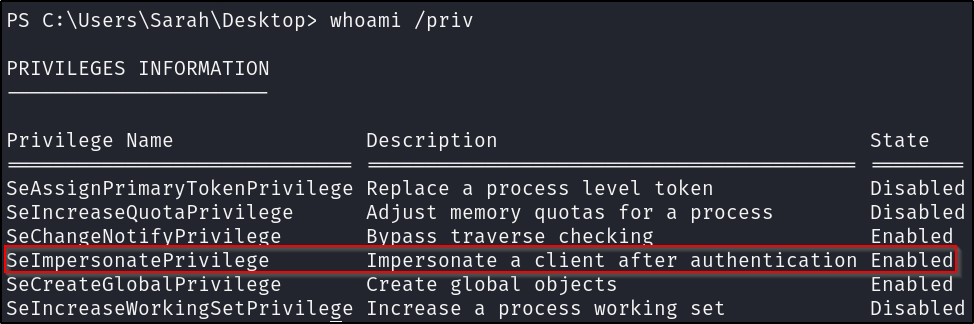 PS C:\Users\Sarah\Desktop> whoami /priv
PRIVILEGES INFORMATION
----------------------
Privilege Name Description State
============================= ========================================= ========
SeAssignPrimaryTokenPrivilege Replace a process level token Disabled
SeIncreaseQuotaPrivilege Adjust memory quotas for a process Disabled
SeChangeNotifyPrivilege Bypass traverse checking Enabled
SeImpersonatePrivilege Impersonate a client after authentication Enabled
SeCreateGlobalPrivilege Create global objects Enabled
SeIncreaseWorkingSetPrivilege Increase a process working set Disabled